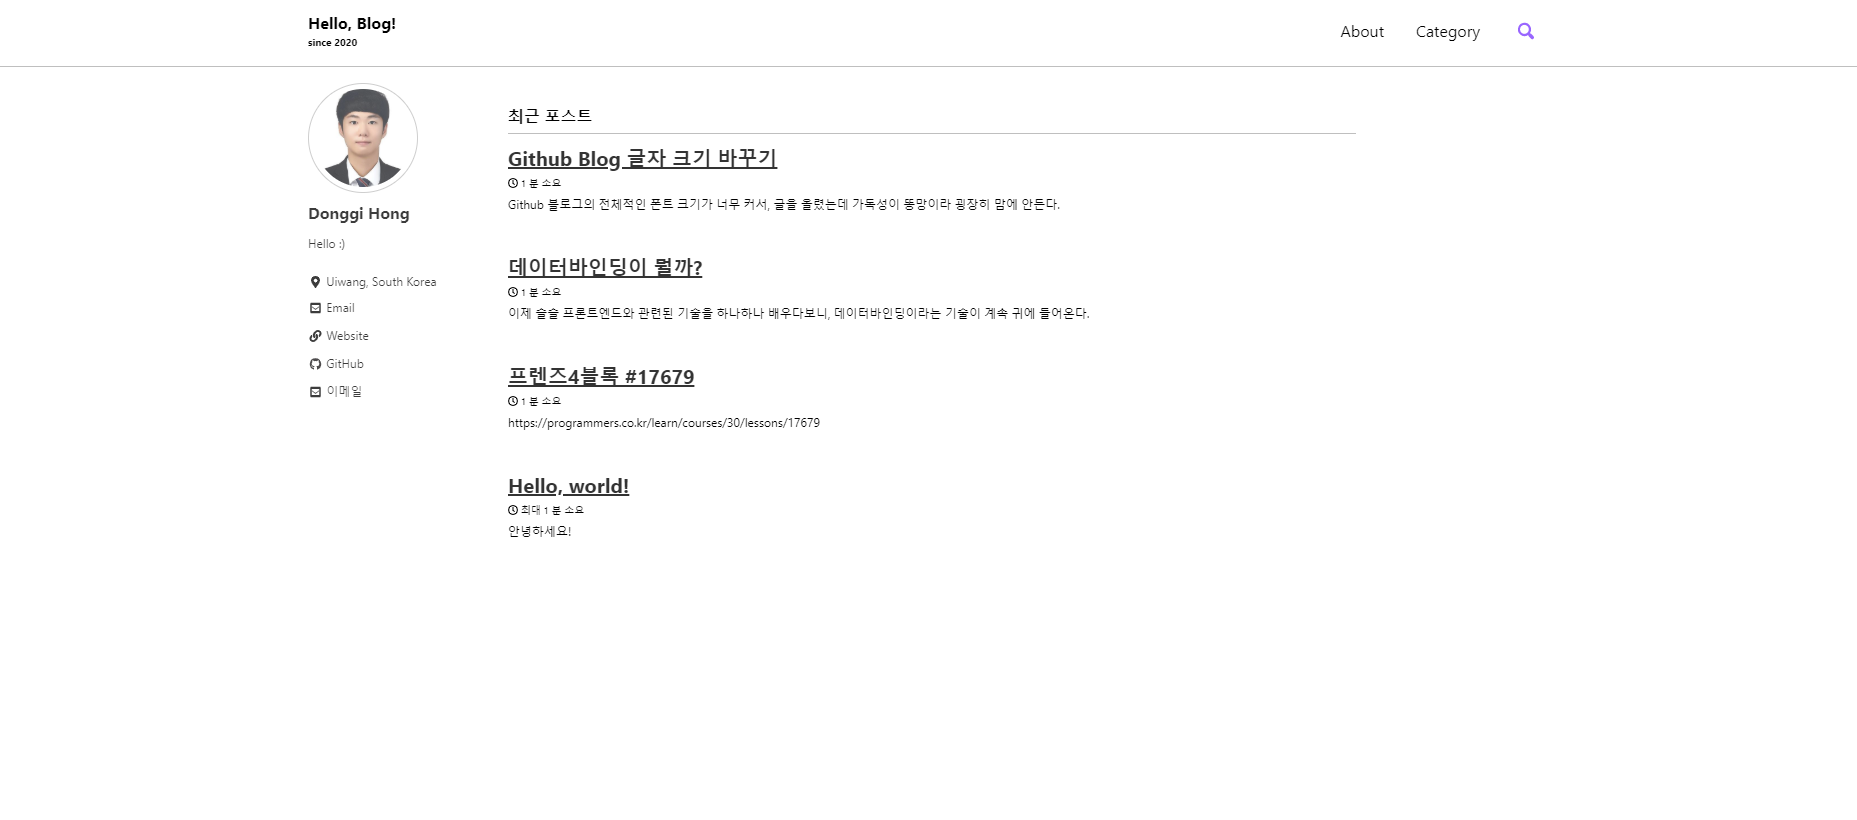 Hello, Blog!
since 2020
About
Category
Donggi Hong
Hello :)
Uiwang, South Korea
Email
Website
GitHub
이메일
최근 포스트
Github Blog 글자 크기 바꾸기
1 분 소요
Github 블로그의 전체적인 폰트 크기가 너무 커서, 글을 올렸는데 가독성이 똥망이라 굉장히 맘에 안든다.
데이터바인딩이 뭘까?
1 분 소요
이제 슬슬 프론트엔드와 관련된 기술을 하나하나 배우다보니, 데이터바인딩이라는 기술이 계속 귀에 들어온다.
프렌즈4블록 #17679
1 분 소요
https://programmers.co.kr/learn/courses/30/lessons/17679
Hello, world!
최대 1 분 소요
안녕하세요!